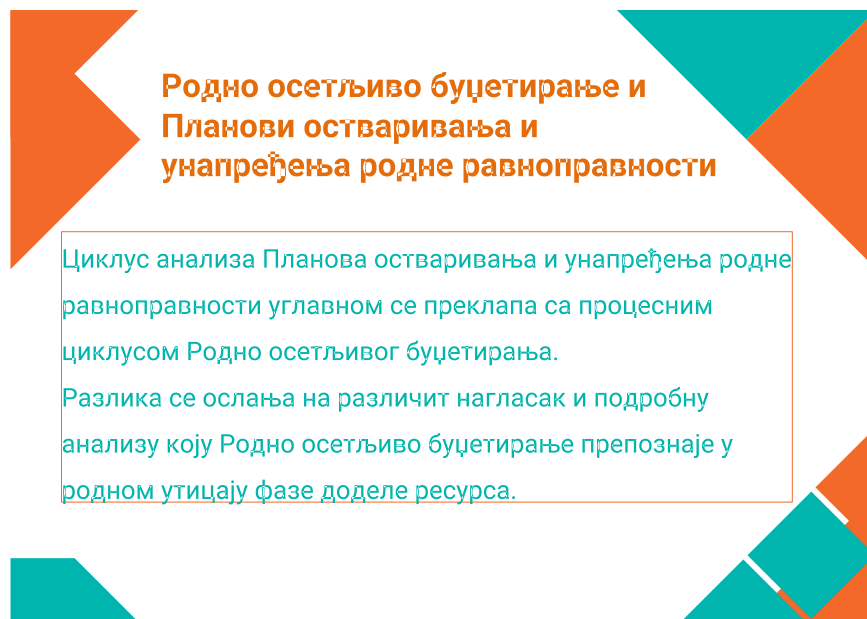 Родно осетљиво буџетирање и
Планови остваривања и
унапређења родне равноправности
Циклус анализа Планова остваривања и унапређења родне
равноправности углавном се преклапа са процесним
циклусом Родно осетљивог буџетирања.
Разлика се ослања на различит нагласак и подробну
анализу коју Родно осетљиво буџетирање препознаје у
родном утицају фазе доделе ресурса.